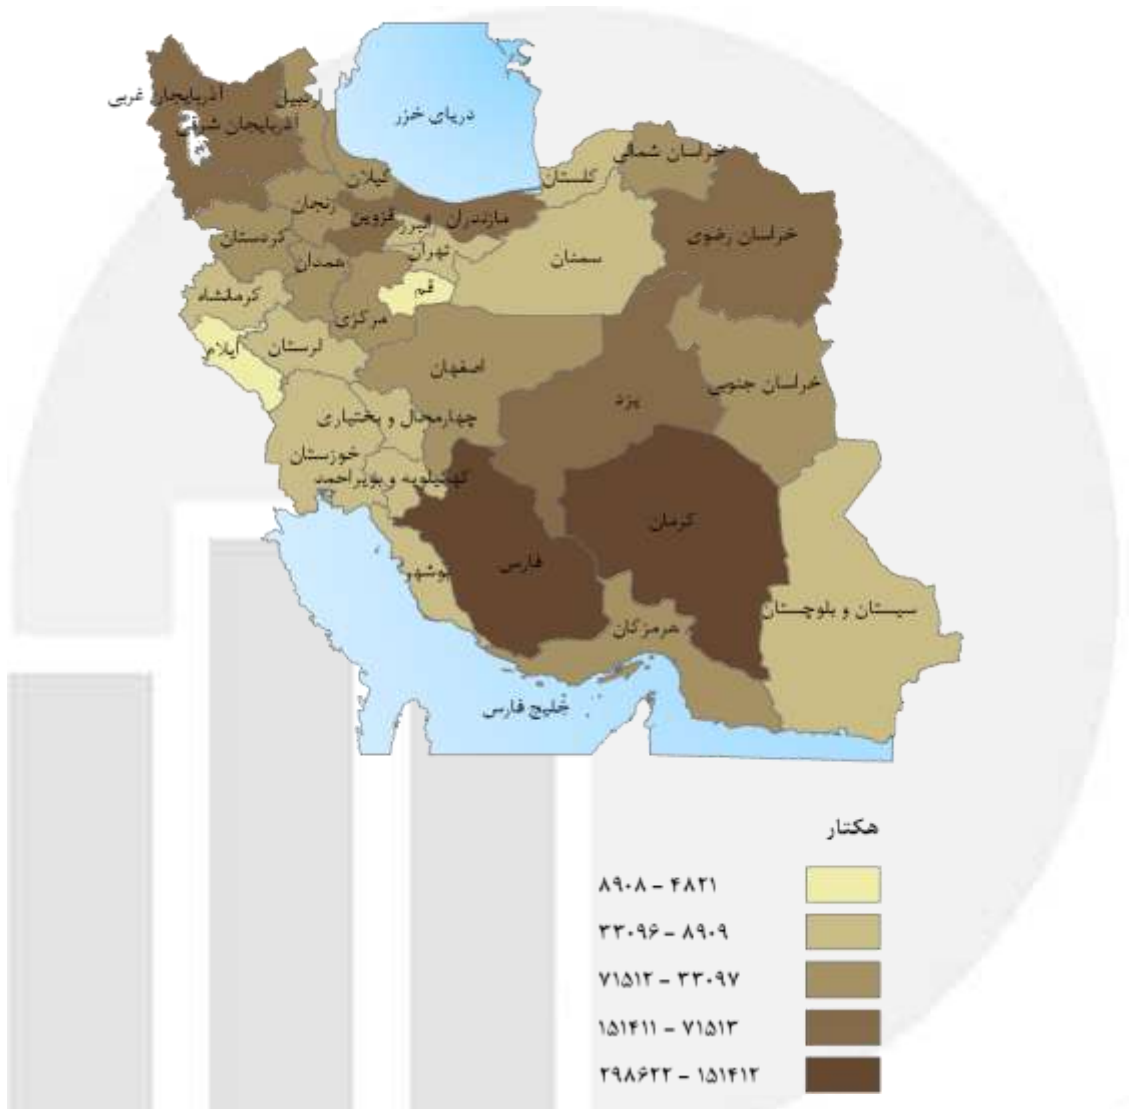 دریای خزر
آذربایجان غربی
اردبیل
آذربایجان شرقی
خراسان شمالی
گیلان
گلستان
زنجان
قزوین
البرز
مازندران
خراسان رضوی
کردستان
تهران
سمنان
همدان
قم
کرمانشاه
مرکزی
ایلام
لرستان
اصفهان
خراسان جنوبی
یزد
چهارمحال و بختیاری
خوزستان
کهگیلویه و بویراحمد
کرمان
فارس
بوشهر
سیستان و بلوچستان
هرمزگان
خلیج فارس
هکتار
۴۸۲۱ – ۸۹۰۸
۸۹۰۹ – ۳۳۰۹۶
۳۳۰۹۷ – ۷۱۵۱۲
۷۱۵۱۳ – ۱۵۱۴۱۱
۱۵۱۴۱۲ – ۲۹۸۶۲۲